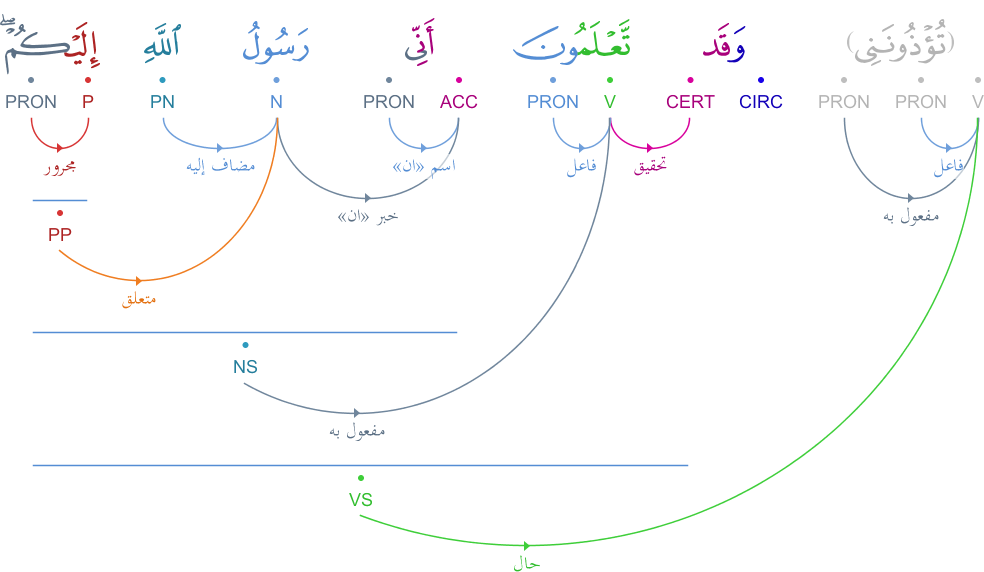 (تُؤْذُونَنِى) وَقَد تَّعْلَمُونَ أَنِّى رَسُولُ ٱللَّهِ إِلَيْكُمْ ۖ
V PRON PRON CIRC CERT V PRON ACC PRON N PN P PRON
فاعل تحقيق فاعل اسم «ان» مضاف إليه مجرور
مفعول به خبر «ان»
PP
متعلق
NS
مفعول به
VS
حال